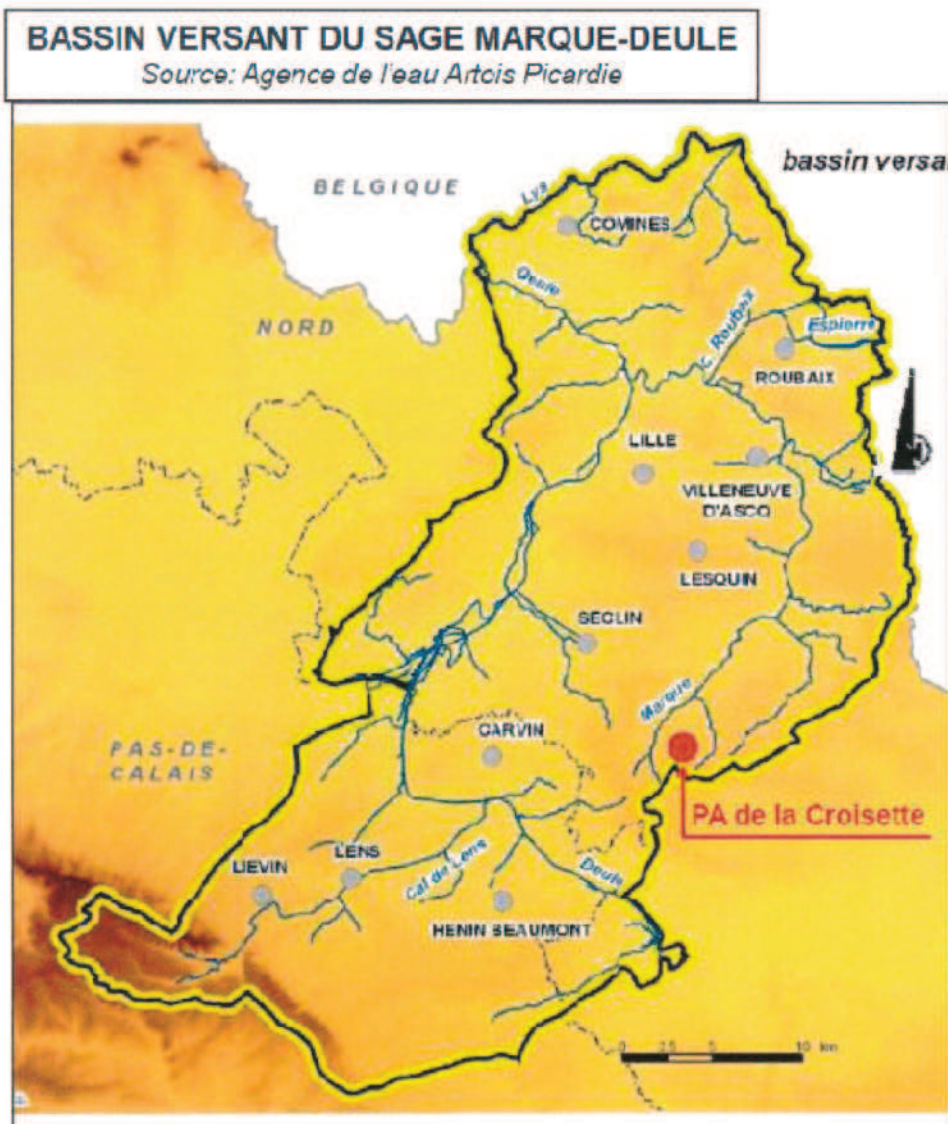 BASSIN VERSANT DU SAGE MARQUE-DEULE
Source: Agence de l'eau Artois Picardie
bassin versa
BELGIQUE
Lys
COMINES
Deule
NORD
C. Roubaix
Espierre
ROUBAIX
LILLE
VILLENEUVE
D'ASCQ
LESQUIN
SECLIN
Marque
CARVIN
PAS-DE-
CALAIS
PA de la Croisette
LIEVIN
LENS
Cal de Lens
Deule
HENIN BEAUMONT
0 2.5 5 10 km